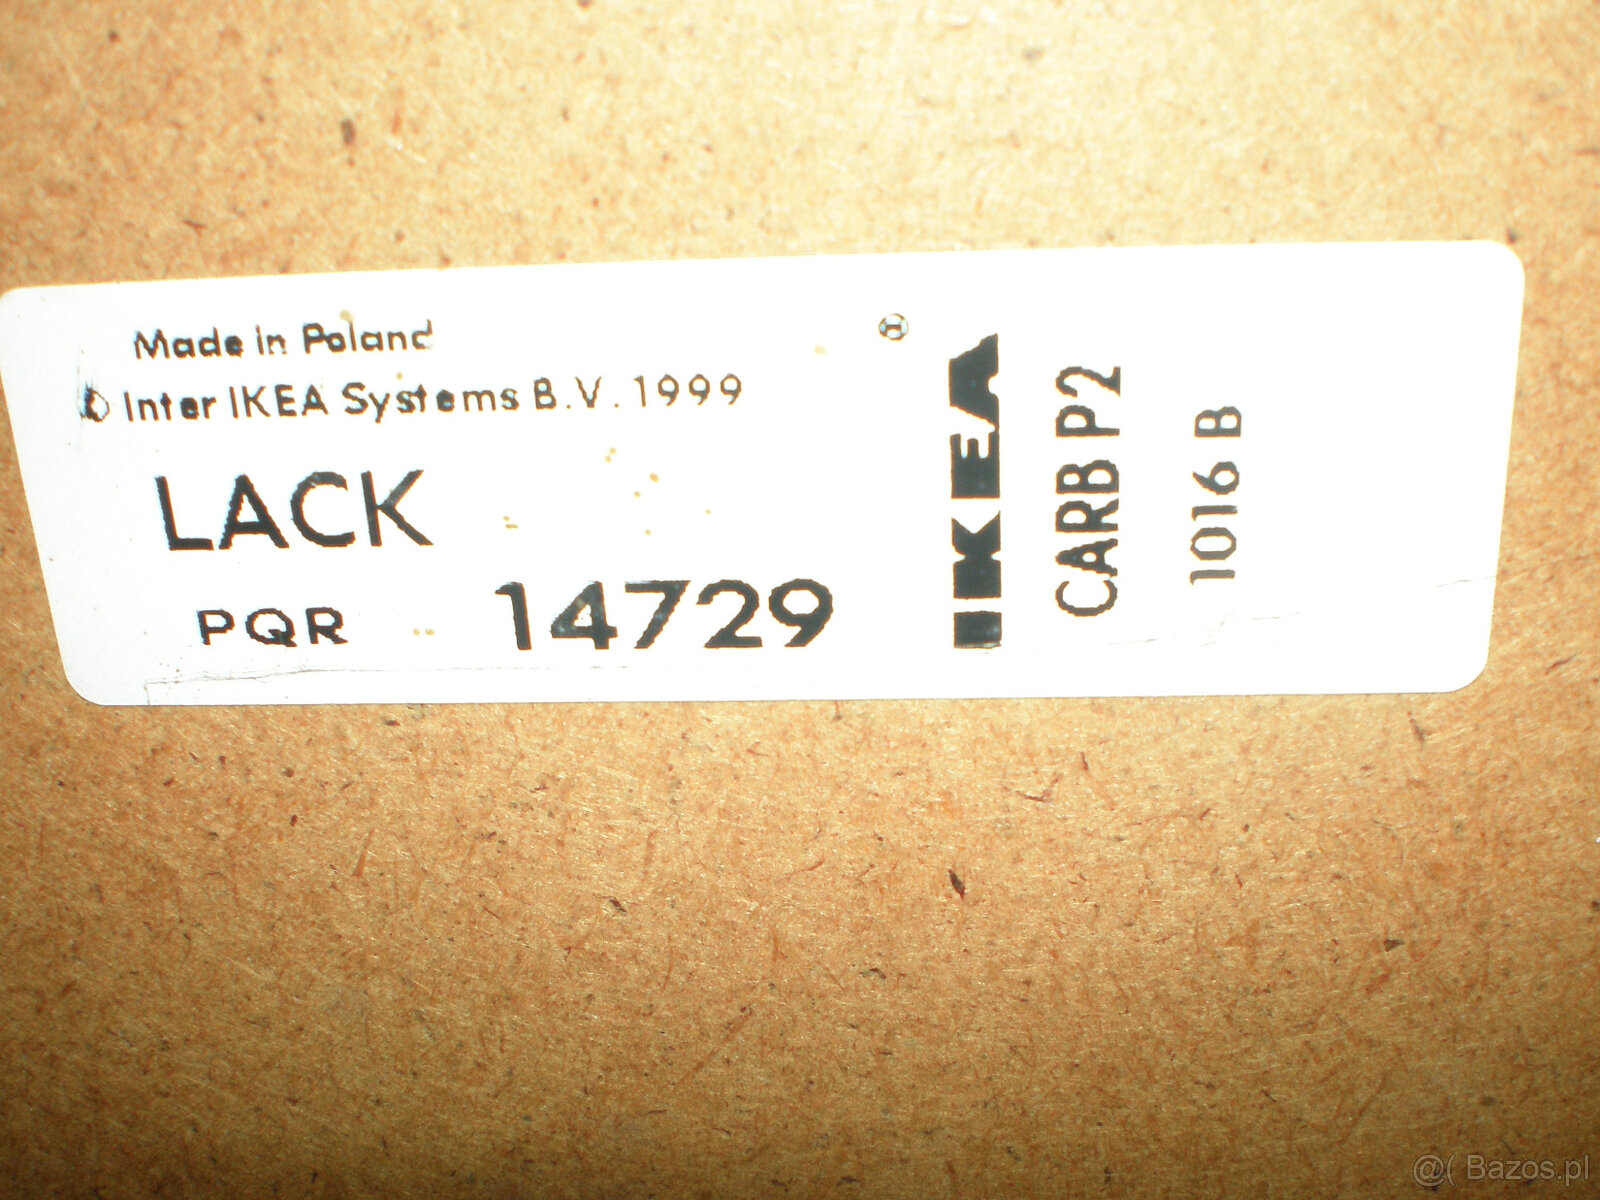 Made in Poland
© Inter IKEA Systems B.V. 1999
LACK
PQR 14729
®
IKEA
CARB P2
1016 B
@( Bazos.pl